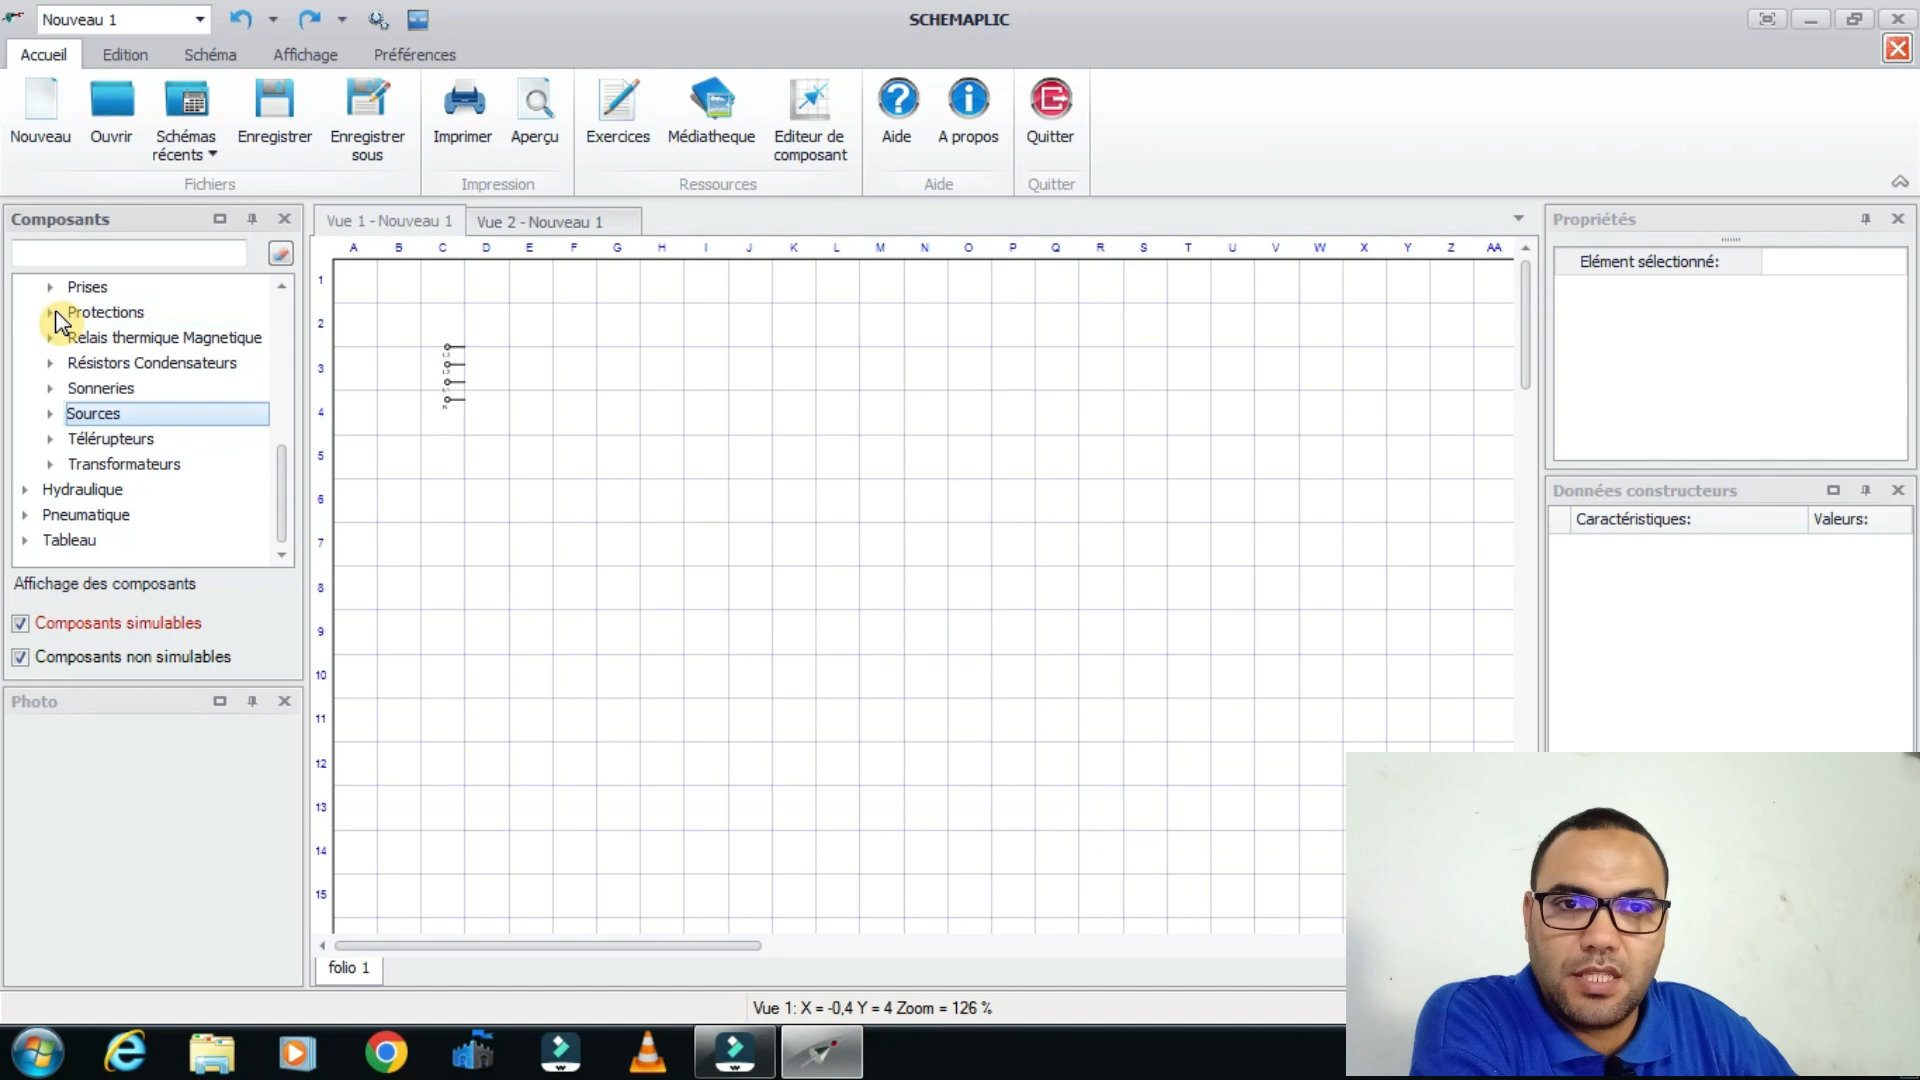 Nouveau 1
SCHEMAPLIC
Accueil Edition Schéma Affichage Préférences
Nouveau Ouvrir Schémas récents Enregistrer Enregistrer sous Imprimer Aperçu Exercices Médiatheque Editeur de composant Aide A propos Quitter
Fichiers Impression Ressources Aide Quitter
Composants
Vue 1 - Nouveau 1 Vue 2 - Nouveau 1
Propriétés
A B C D E F G H I J K L M N O P Q R S T U V W X Y Z AA
Elément sélectionné:
1
2
3
4
5
6
7
8
9
10
11
12
13
14
15
Prises
Protections
Relais thermique Magnetique
Résistors Condensateurs
Sonneries
Sources
Télérupteurs
Transformateurs
Hydraulique
Pneumatique
Tableau
Affichage des composants
Composants simulables
Composants non simulables
Photo
Données constructeurs
Caractéristiques: Valeurs:
folio 1
Vue 1: X = -0,4 Y = 4 Zoom = 126 %